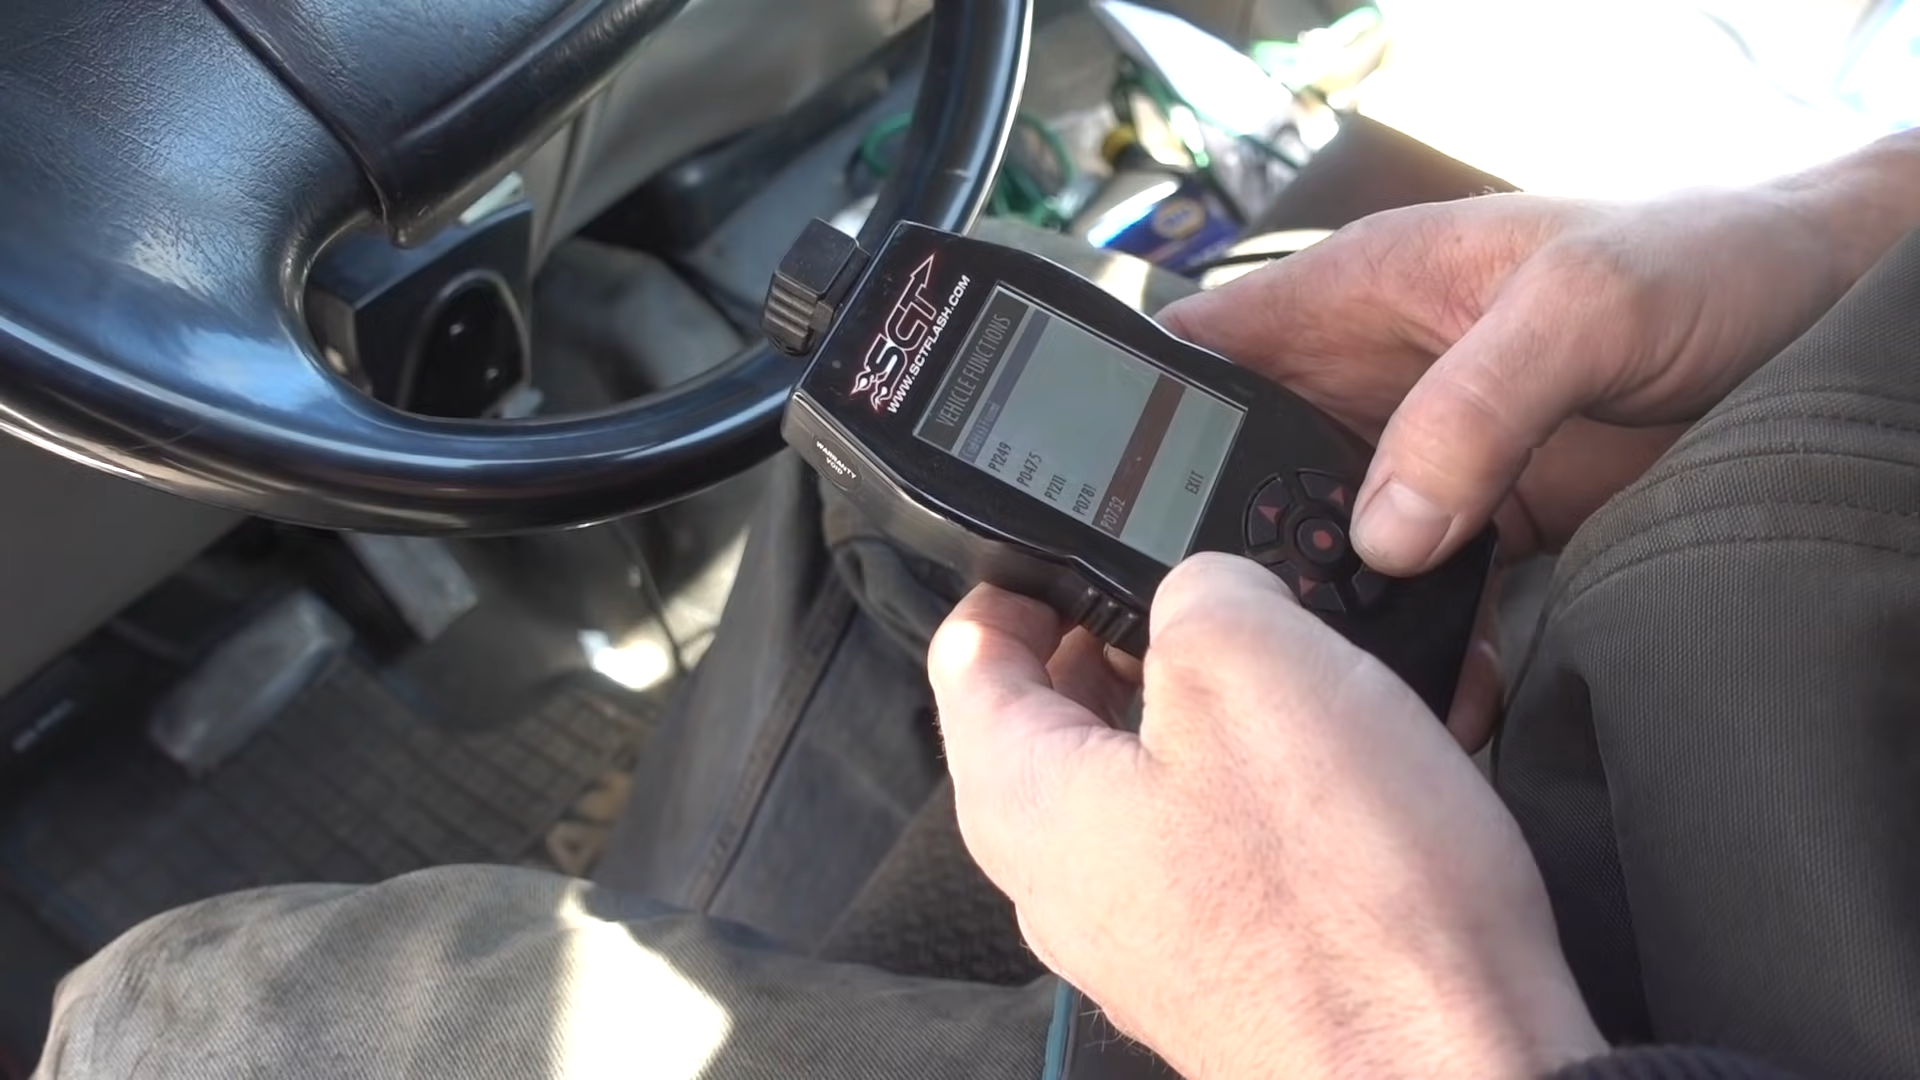 SCT
WWW.SCTFLASH.COM
WARRANTY
VOID
VEHICLE FUNCTIONS
P1249
P0475
P1211
P0781
P0732
EXIT